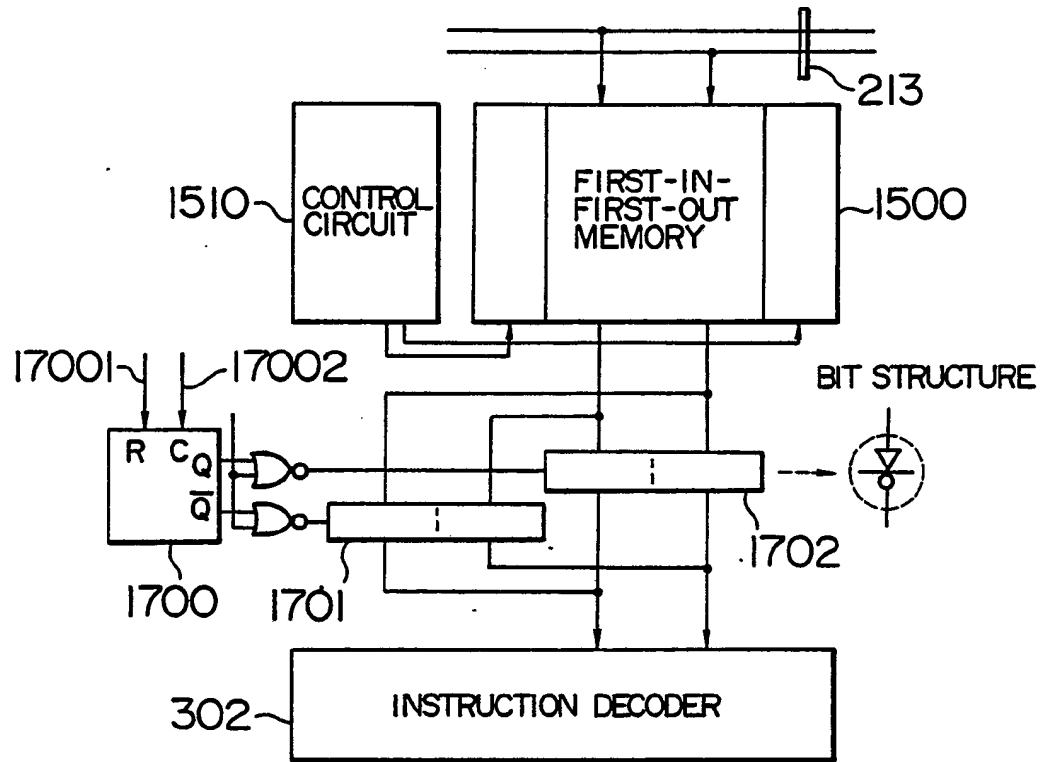 213
1510
CONTROL
CIRCUIT
FIRST-IN-
FIRST-OUT
MEMORY
1500
17001
17002
BIT STRUCTURE
R C Q
Q̅
1700
1701
1702
302
INSTRUCTION DECODER